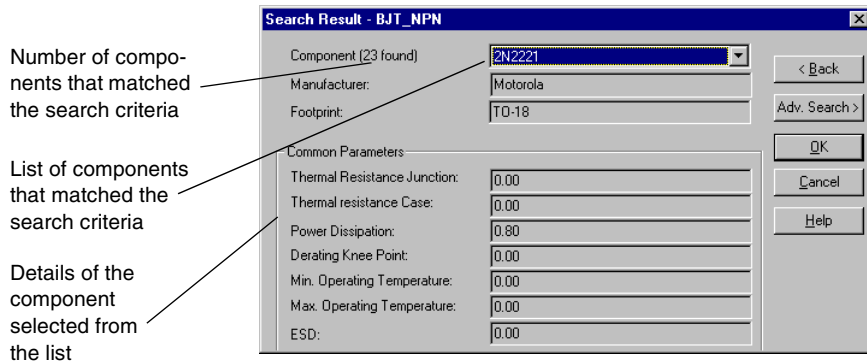 Number of compo-
nents that matched
the search criteria
List of components
that matched the
search criteria
Details of the
component
selected from
the list
Search Result - BJT_NPN
Component (23 found)
2N2221
Manufacturer:
Motorola
Footprint:
TO-18
Common Parameters
Thermal Resistance Junction:
0.00
Thermal resistance Case:
0.00
Power Dissipation:
0.80
Derating Knee Point:
0.00
Min. Operating Temperature:
0.00
Max. Operating Temperature:
0.00
ESD:
0.00
< Back
Adv. Search >
OK
Cancel
Help